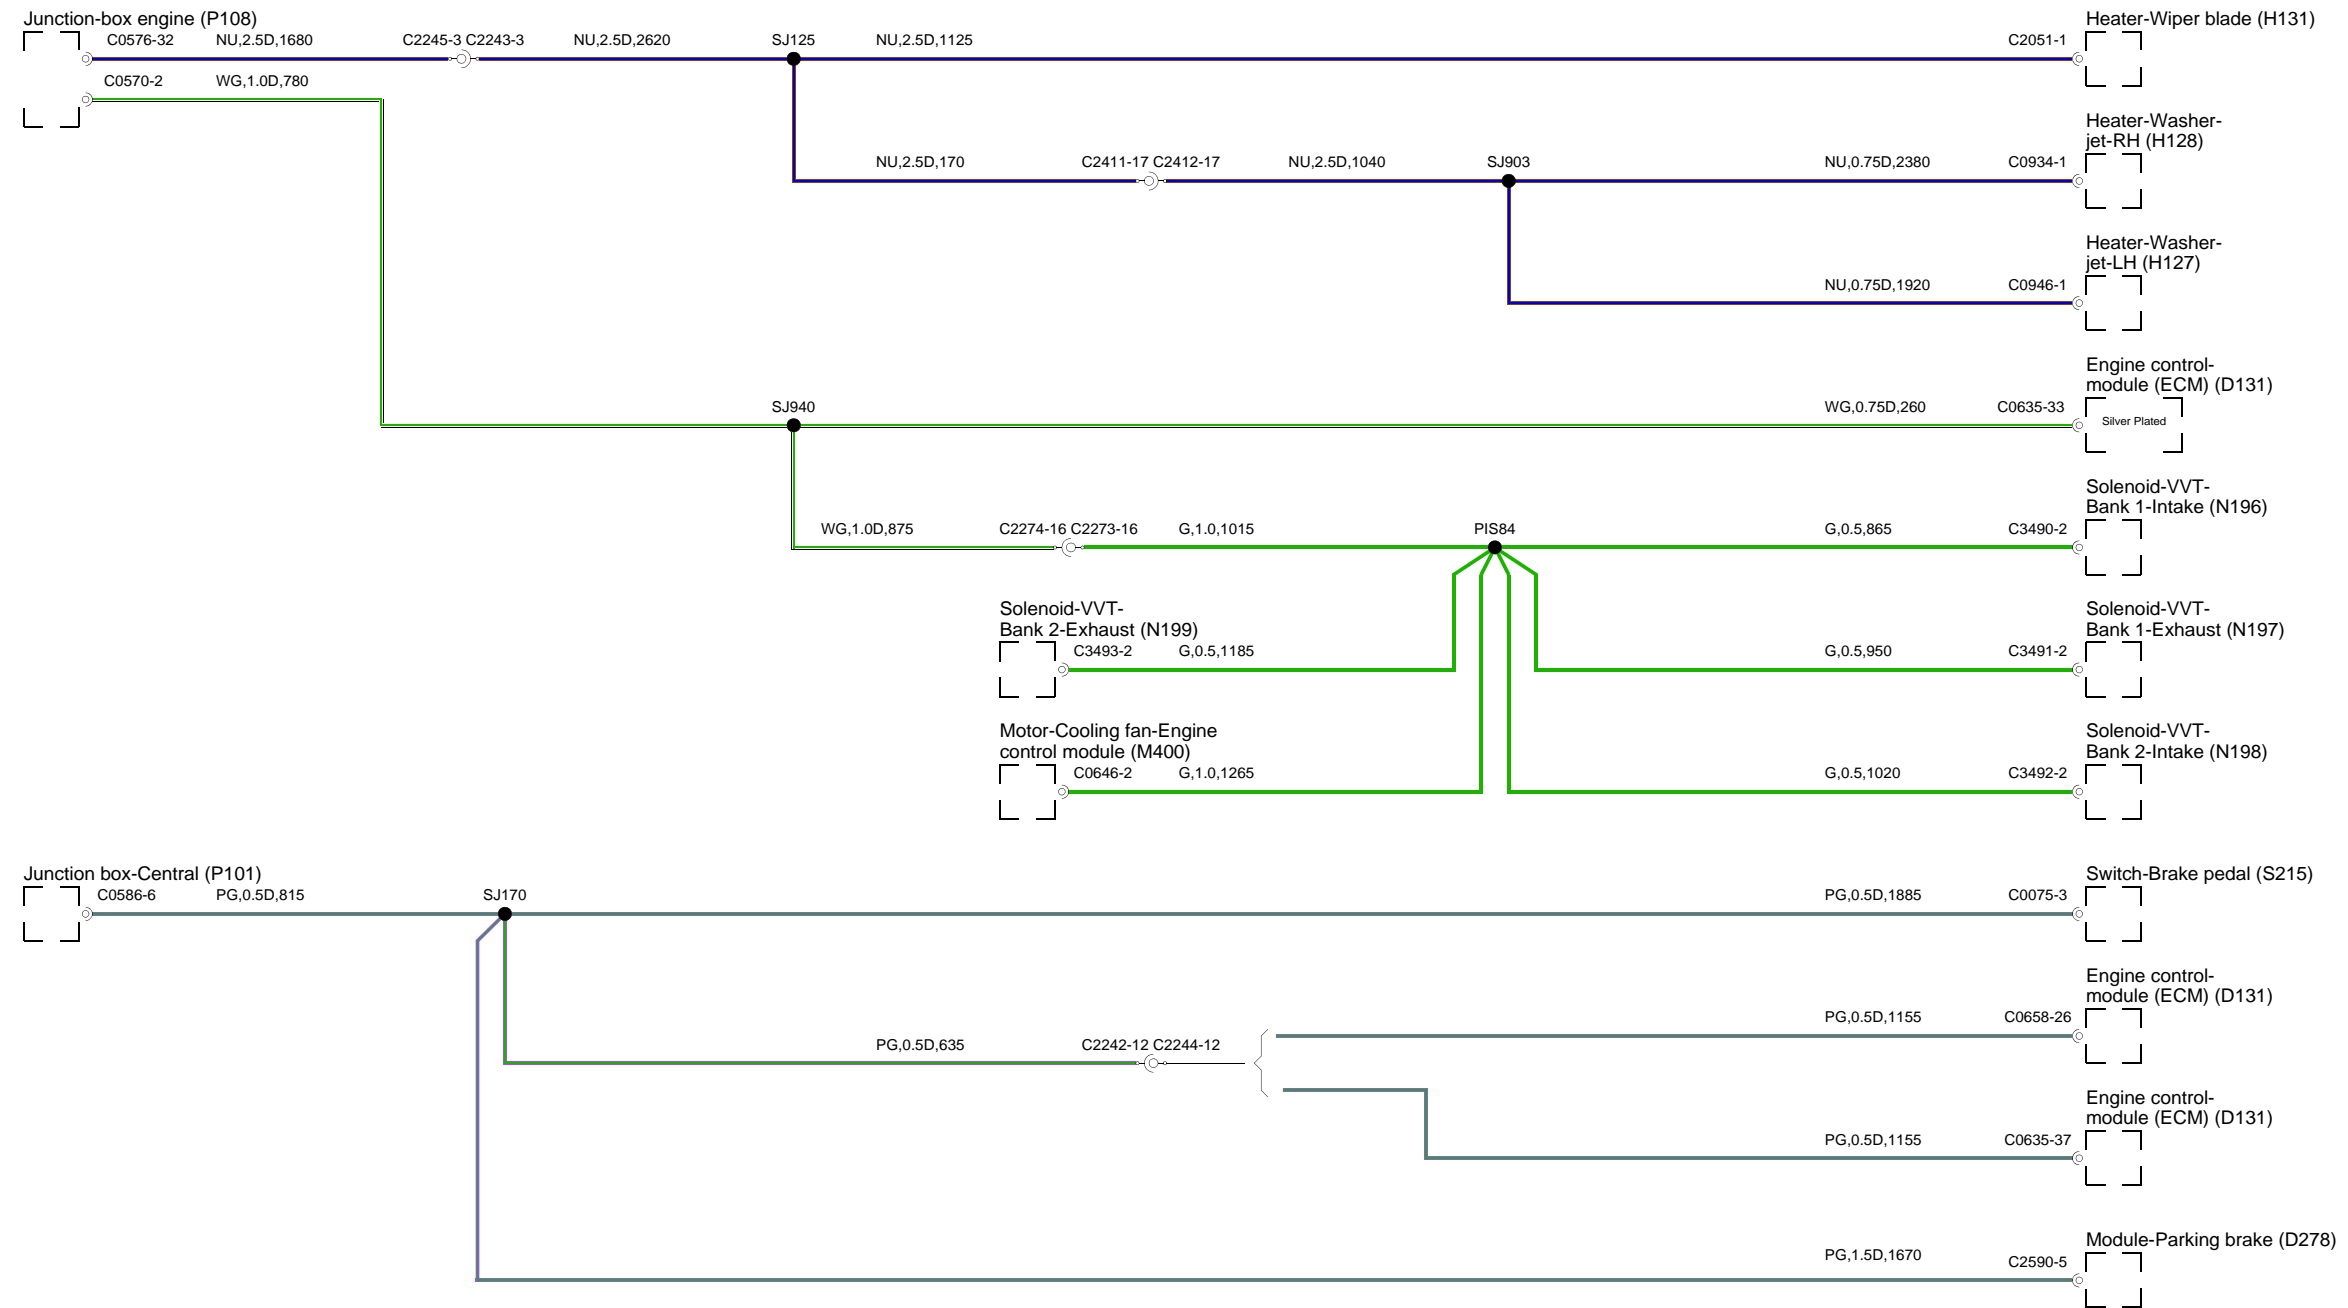 Junction-box engine (P108)
Heater-Wiper blade (H131)
C0576-32 NU,2.5D,1680 C2245-3 C2243-3 NU,2.5D,2620 SJ125 NU,2.5D,1125 C2051-1
C0570-2 WG,1.0D,780
Heater-Washer-
jet-RH (H128)
NU,2.5D,170 C2411-17 C2412-17 NU,2.5D,1040 SJ903 NU,0.75D,2380 C0934-1
Heater-Washer-
jet-LH (H127)
NU,0.75D,1920 C0946-1
Engine control-
module (ECM) (D131)
SJ940 WG,0.75D,260 C0635-33
Silver Plated
Solenoid-VVT-
Bank 1-Intake (N196)
WG,1.0D,875 C2274-16 C2273-16 G,1.0,1015 PIS84 G,0.5,865 C3490-2
Solenoid-VVT-
Bank 2-Exhaust (N199)
C3493-2 G,0.5,1185
Solenoid-VVT-
Bank 1-Exhaust (N197)
G,0.5,950 C3491-2
Motor-Cooling fan-Engine
control module (M400)
C0646-2 G,1.0,1265
Solenoid-VVT-
Bank 2-Intake (N198)
G,0.5,1020 C3492-2
Junction box-Central (P101)
Switch-Brake pedal (S215)
C0586-6 PG,0.5D,815 SJ170 PG,0.5D,1885 C0075-3
Engine control-
module (ECM) (D131)
PG,0.5D,1155 C0658-26
PG,0.5D,635 C2242-12 C2244-12
Engine control-
module (ECM) (D131)
PG,0.5D,1155 C0635-37
Module-Parking brake (D278)
PG,1.5D,1670 C2590-5